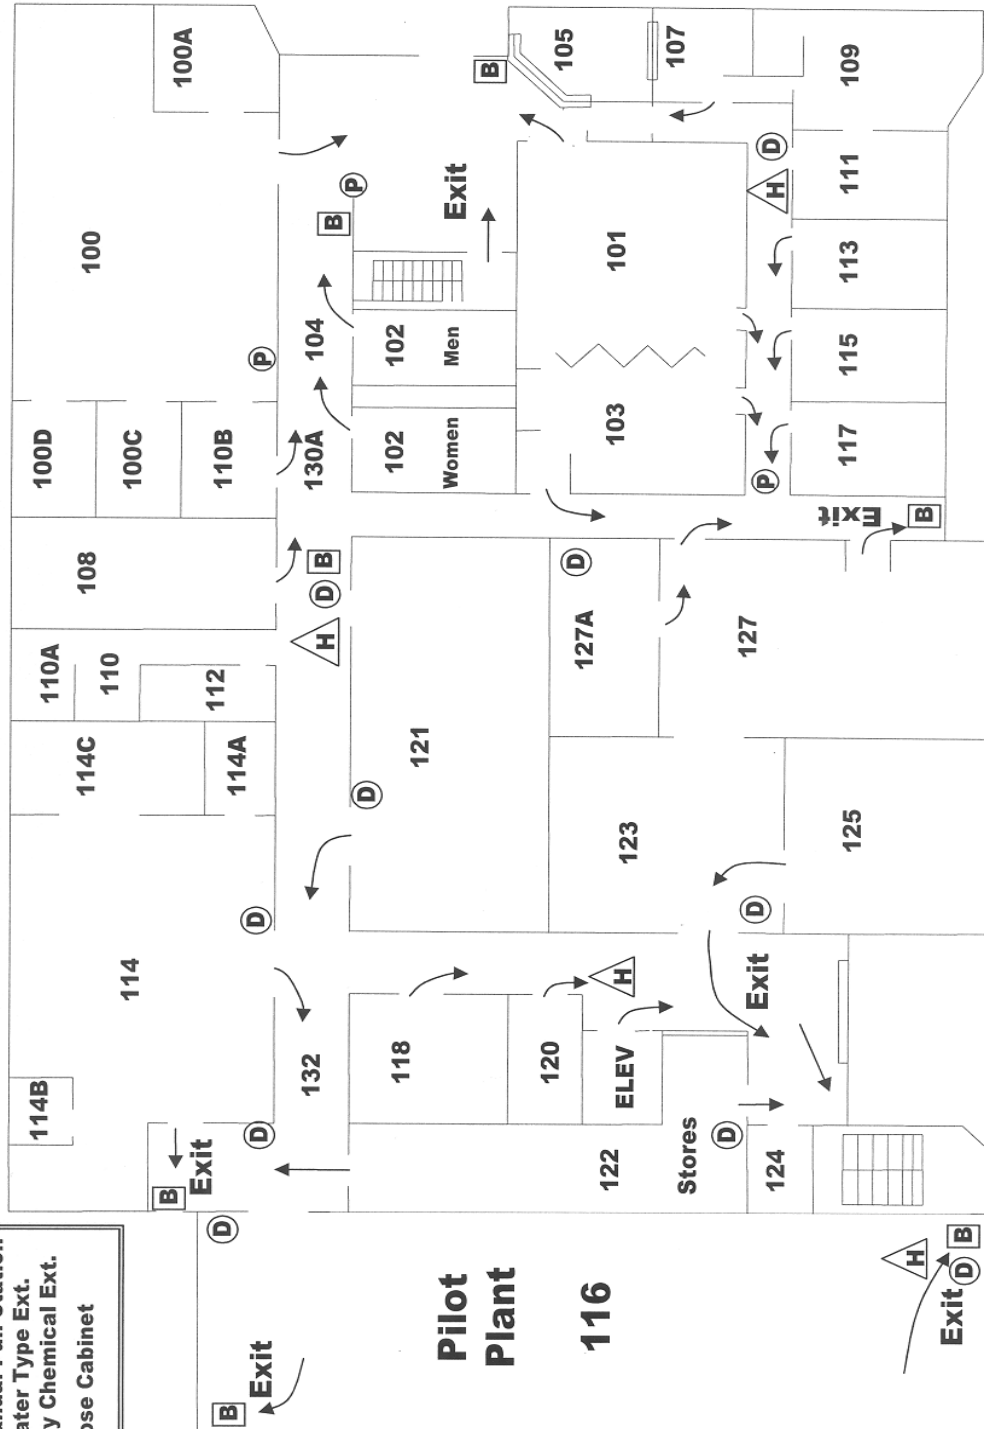 ater Type Ext.
y Chemical Ext.
ose Cabinet
114B
110A
100D
100
114
114C
110
108
100C
100A
B
Exit
D
B
Exit
D
D
114A
112
110B
P
132
H
D
B
130A
104
B
P
D
118
121
102
Women
102
Men
Exit
B
Pilot
Plant
116
122
Stores
D
124
120
ELEV
H
123
127A
D
103
101
105
107
Exit
D
125
127
P
H
D
117
115
113
111
109
Exit
B
H
Exit
D
B